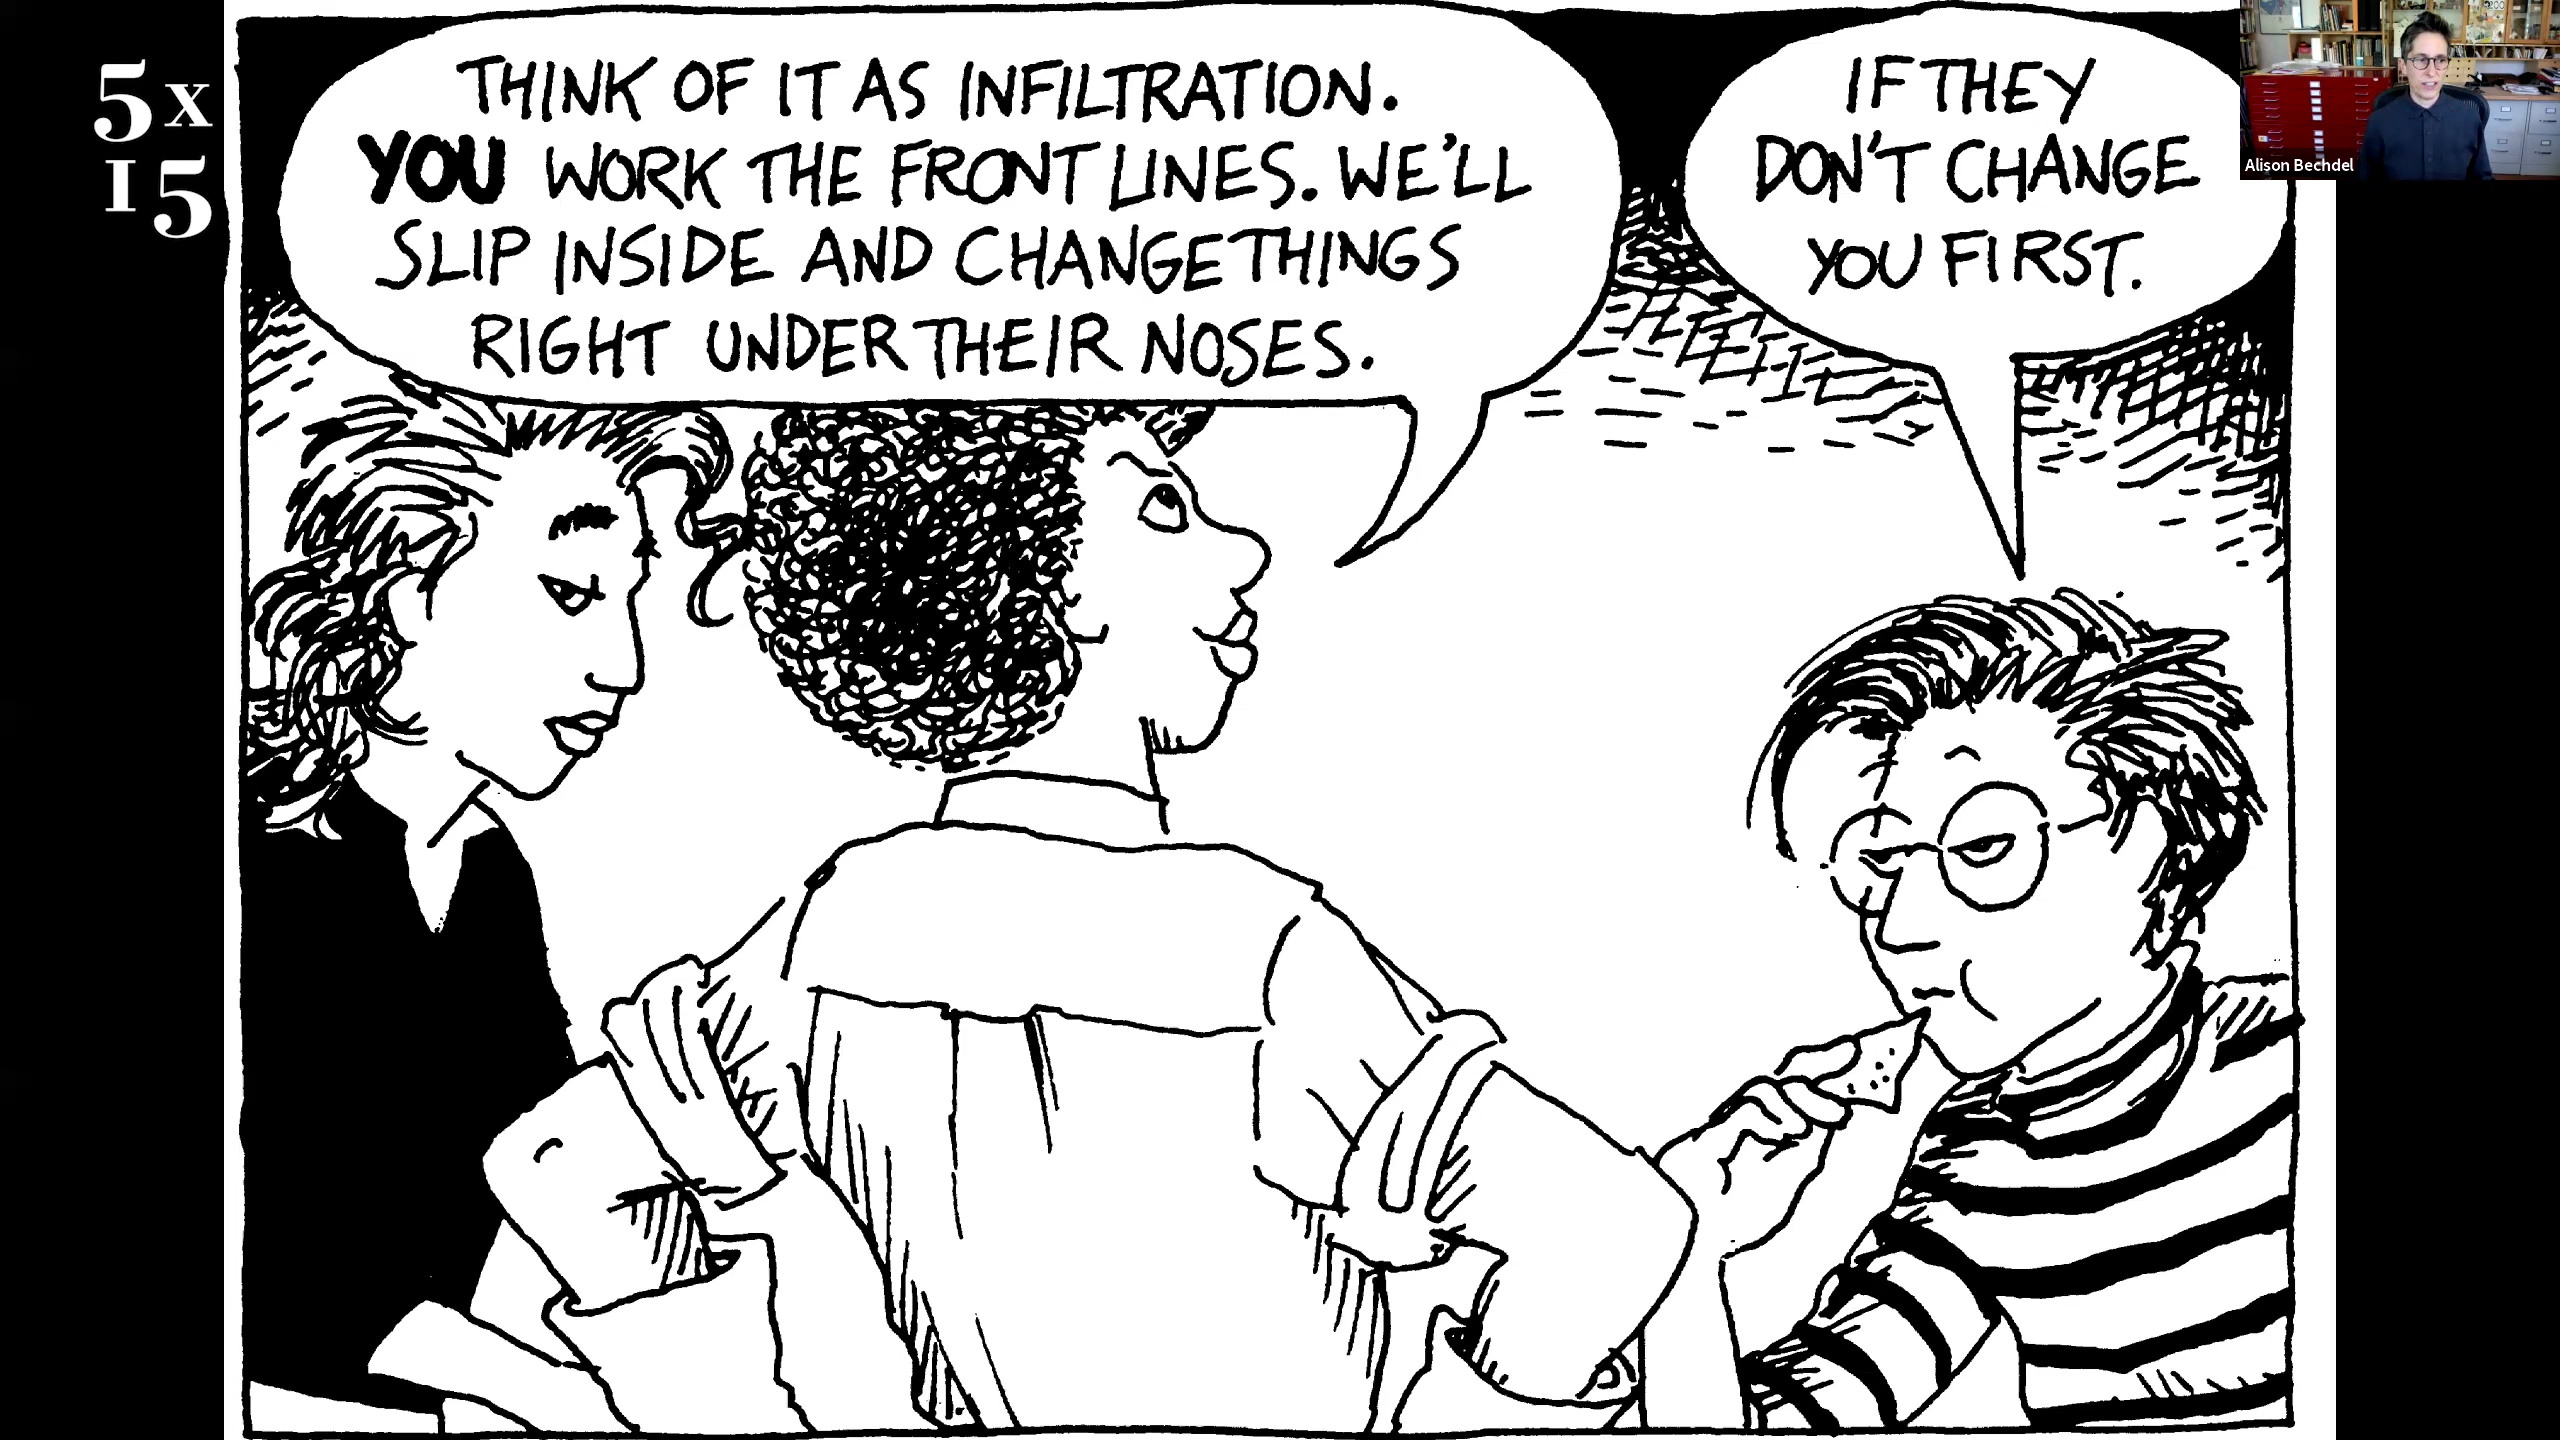 5x
15
THINK OF IT AS INFILTRATION.
YOU WORK THE FRONT LINES. WE'LL
SLIP INSIDE AND CHANGE THINGS
RIGHT UNDER THEIR NOSES.
IF THEY
DON'T CHANGE
YOU FIRST.
Alison Bechdel